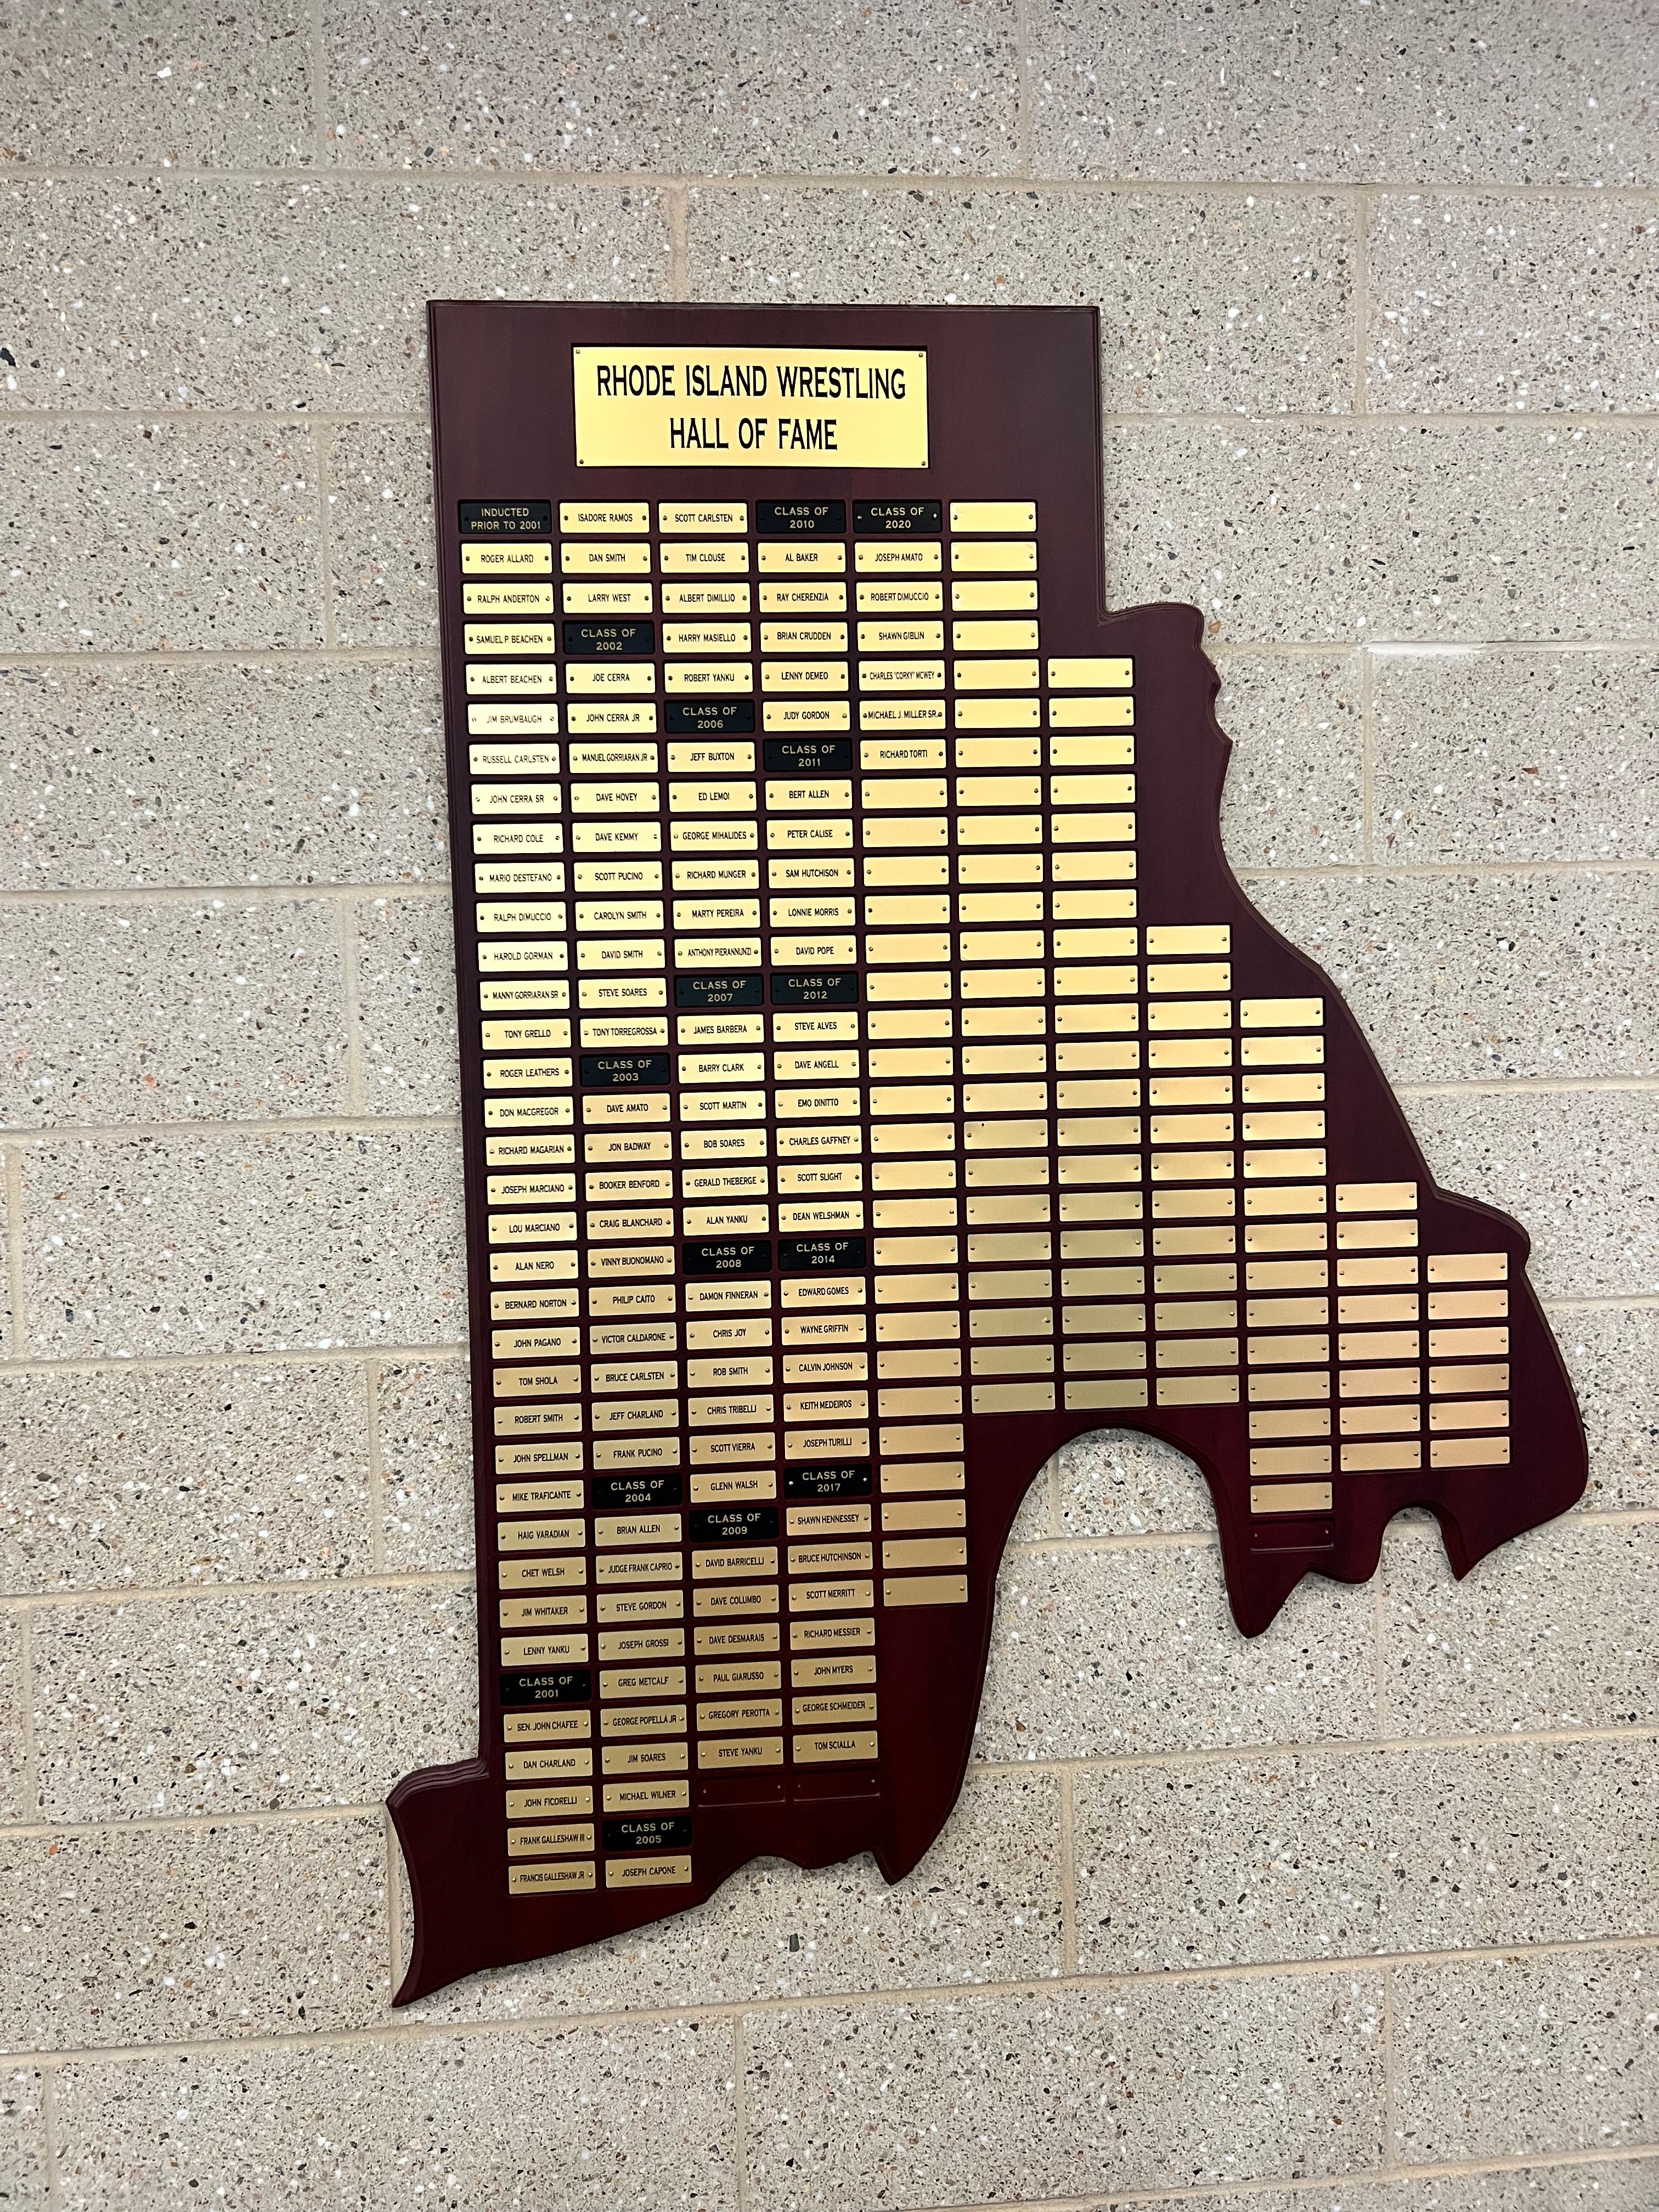 RHODE ISLAND WRESTLING
HALL OF FAME
INDUCTED
PRIOR TO 2001
ROGER ALLARD
RALPH ANDERTON
SAMUEL P. BEACHEN
ALBERT BEACHEN
JIM BRUMBAUGH
RUSSELL CARLSTEN
JOHN CERRA SR
RICHARD COLE
MARIO DESTEFANO
RALPH DIMUCCIO
HAROLD GORMAN
MANNY GORRIARAN SR
TONY GRELLO
ROGER LEATHERS
DON MACGREGOR
RICHARD MAGARIAN
JOSEPH MARCIANO
LOU MARCIANO
ALAN NERO
BERNARD NORTON
JOHN PAGANO
TOM SHOLA
ROBERT SMITH
JOHN SPELLMAN
MIKE TRAFICANTE
HAIG VARADIAN
CHET WELSH
JIM WHITAKER
LENNY YANKU
CLASS OF
2001
SEN. JOHN CHAFEE
DAN CHARLAND
JOHN FICORELLI
FRANK GALLESHAW III
FRANCIS GALLESHAW JR
ISADORE RAMOS
DAN SMITH
LARRY WEST
CLASS OF
2002
JOE CERRA
JOHN CERRA JR
MANUEL GORRIARAN JR
DAVE HOVEY
DAVE KEMMY
SCOTT PUCINO
CAROLYN SMITH
DAVID SMITH
STEVE SOARES
TONY TORREGROSSA
CLASS OF
2003
DAVE AMATO
JON BADWAY
BOOKER BENFORD
CRAIG BLANCHARD
VINNY BUONOMANO
PHILIP CAITO
VICTOR CALDARONE
BRUCE CARLSTEN
JEFF CHARLAND
FRANK PUCINO
CLASS OF
2004
BRIAN ALLEN
JUDGE FRANK CAPRIO
STEVE GORDON
JOSEPH GROSSI
GREG METCALF
GEORGE POPELLA JR
JIM SOARES
MICHAEL WILNER
CLASS OF
2005
JOSEPH CAPONE
SCOTT CARLSTEN
TIM CLOUSE
ALBERT DIMILLIO
HARRY MASIELLO
ROBERT YANKU
CLASS OF
2006
JEFF BUXTON
ED LEMOI
GEORGE MIHALIDES
RICHARD MUNGER
MARTY PEREIRA
ANTHONY PIERANNUNZI
CLASS OF
2007
JAMES BARBERA
BARRY CLARK
SCOTT MARTIN
BOB SOARES
GERALD THEBERGE
ALAN YANKU
CLASS OF
2008
DAMON FINNERAN
CHRIS JOY
ROB SMITH
CHRIS TRIBELLI
SCOTT VIERRA
GLENN WALSH
CLASS OF
2009
DAVID BARRICELLI
DAVE COLUMBO
DAVE DESMARAIS
PAUL GIARUSSO
GREGORY PEROTTA
STEVE YANKU
CLASS OF
2010
AL BAKER
RAY CHERENZIA
BRIAN CRUDDEN
LENNY DEMEO
JUDY GORDON
CLASS OF
2011
BERT ALLEN
PETER CALISE
SAM HUTCHISON
LONNIE MORRIS
DAVID POPE
CLASS OF
2012
STEVE ALVES
DAVE ANGELL
EMO DINITTO
CHARLES GAFFNEY
SCOTT SLIGHT
DEAN WELSHMAN
CLASS OF
2014
EDWARD GOMES
WAYNE GRIFFIN
CALVIN JOHNSON
KEITH MEDEIROS
JOSEPH TURILLI
CLASS OF
2017
SHAWN HENNESSEY
BRUCE HUTCHINSON
SCOTT MERRITT
RICHARD MESSIER
JOHN MYERS
GEORGE SCHMEIDER
TOM SCIALLA
CLASS OF
2020
JOSEPH AMATO
ROBERT DIMUCCIO
SHAWN GIBLIN
CHARLES "CORKY" MCWEY
MICHAEL J. MILLER SR.
RICHARD TORTI